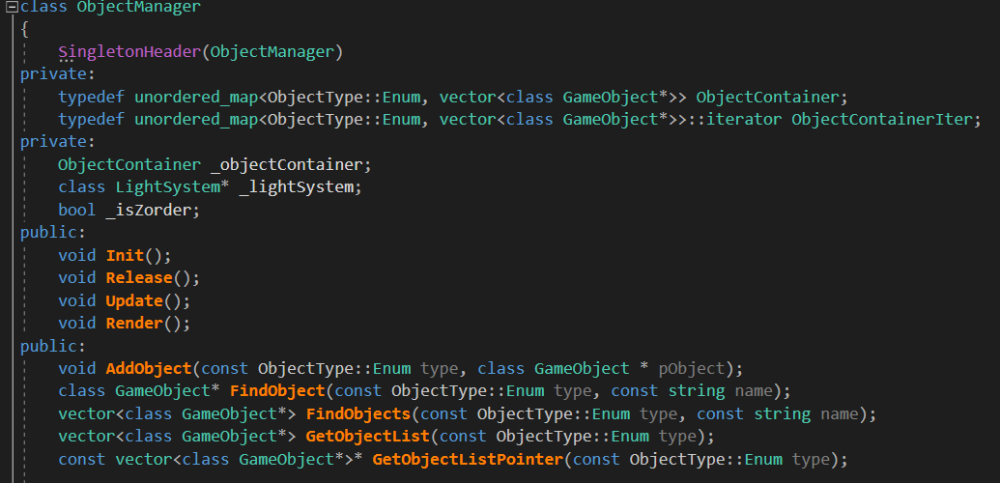 class ObjectManager
{
SingletonHeader(ObjectManager)
private:
typedef unordered_map<ObjectType::Enum, vector<class GameObject*>> ObjectContainer;
typedef unordered_map<ObjectType::Enum, vector<class GameObject*>>::iterator ObjectContainerIter;
private:
ObjectContainer _objectContainer;
class LightSystem* _lightSystem;
bool _isZorder;
public:
void Init();
void Release();
void Update();
void Render();
public:
void AddObject(const ObjectType::Enum type, class GameObject * pObject);
class GameObject* FindObject(const ObjectType::Enum type, const string name);
vector<class GameObject*> FindObjects(const ObjectType::Enum type, const string name);
vector<class GameObject*> GetObjectList(const ObjectType::Enum type);
const vector<class GameObject*>* GetObjectListPointer(const ObjectType::Enum type);